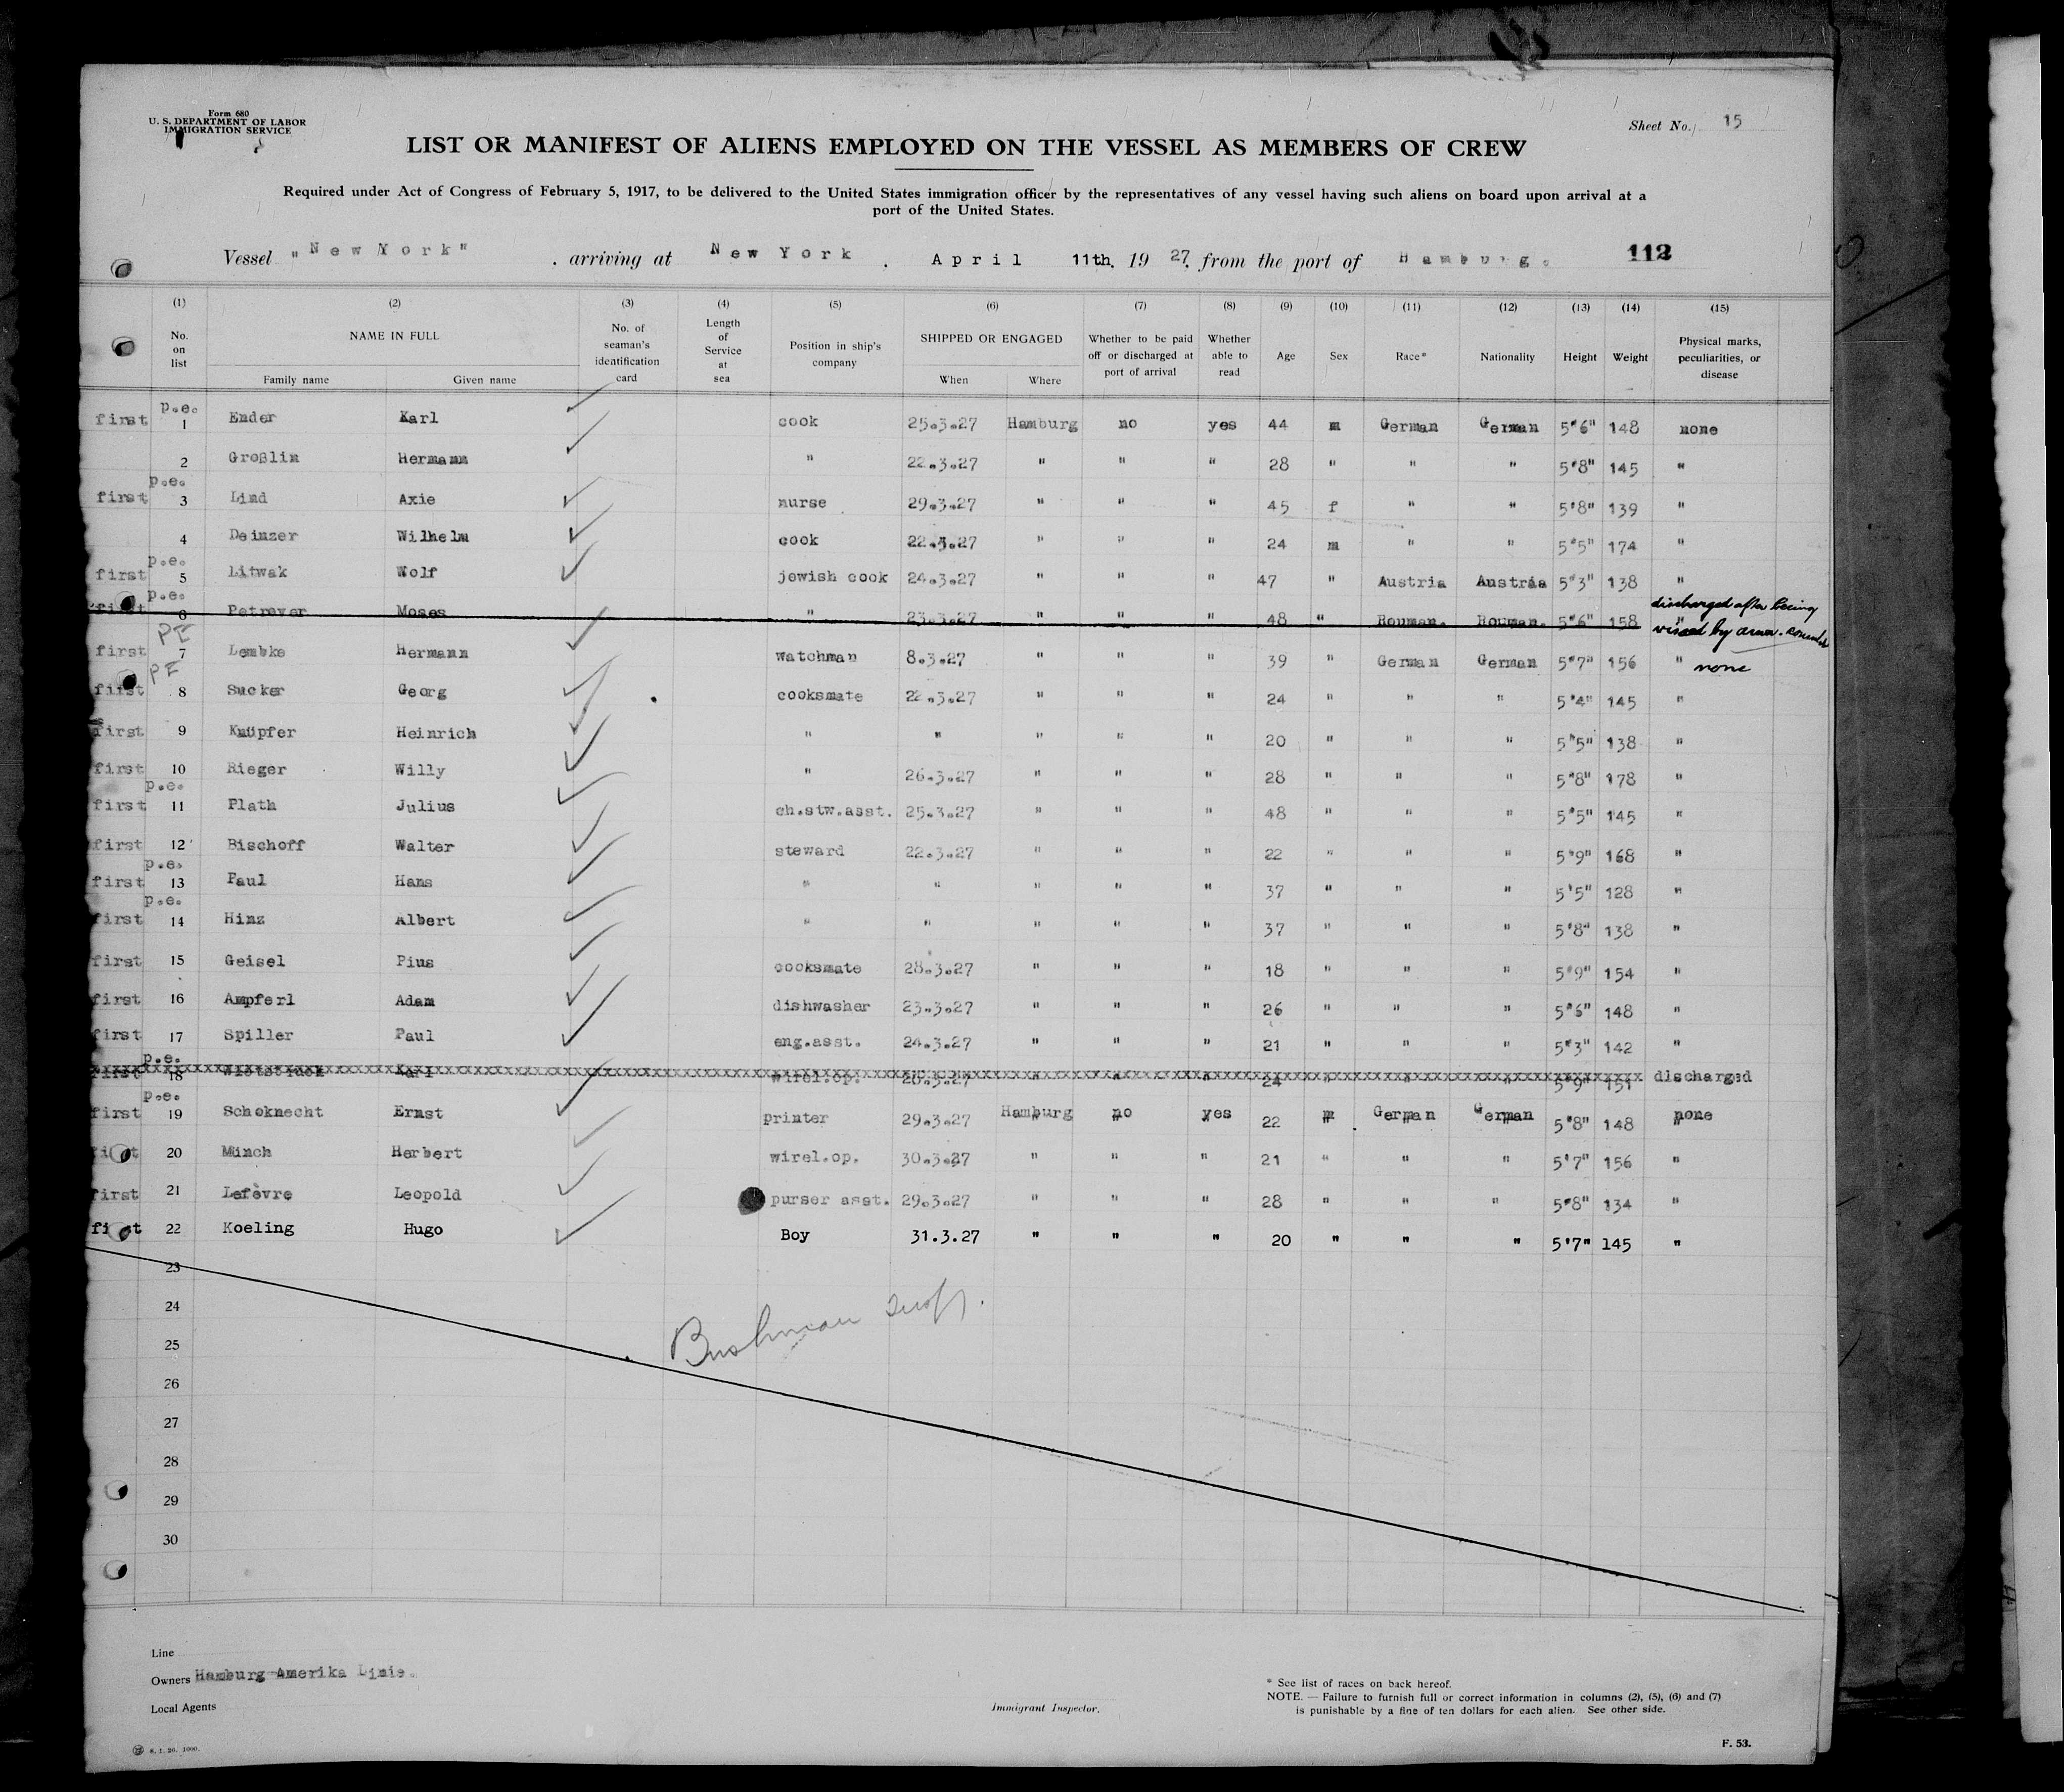 Form 680
U. S. DEPARTMENT OF LABOR
IMMIGRATION SERVICE
Sheet No. 15
LIST OR MANIFEST OF ALIENS EMPLOYED ON THE VESSEL AS MEMBERS OF CREW
Required under Act of Congress of February 5, 1917, to be delivered to the United States immigration officer by the representatives of any vessel having such aliens on board upon arrival at a
port of the United States.
Vessel "New York" . arriving at New York . April 11th. 19 27. from the port of Hamburg. 112
(1) (2) (3) (4) (5) (6) (7) (8) (9) (10) (11) (12) (13) (14) (15)
No. on list NAME IN FULL Family name Given name No. of seaman's identification card Length of Service at sea Position in ship's company SHIPPED OR ENGAGED When Where Whether to be paid off or discharged at port of arrival Whether able to read Age Sex Race* Nationality Height Weight Physical marks, peculiarities, or disease
first p.e. 1 Ender Karl cook 25.3.27 Hamburg no yes 44 m German German 5'6" 148 none
2 Großlin Hermann " 22.3.27 " " " 28 " " " 5'8" 145 "
first p.e. 3 Lind Axie nurse 29.3.27 " " " 45 f " " 5'8" 139 "
4 Deinzer Wilhelm cook 22.3.27 " " " 24 m " " 5'5" 174 "
first p.e. 5 Litwak Wolf jewish cook 24.3.27 " " " 47 " Austria Austria 5'3" 138 "
first p.e. 6 Petrover Moses " 23.3.27 " " " 48 " Rouman. Rouman. 5'6" 158 " discharged after being
visaed by amer.
first PE 7 Lembke Hermann watchman 8.3.27 " " " 39 " German German 5'7" 156 " none
first PE 8 Sucker Georg cooksmate 22.3.27 " " " 24 " " " 5'4" 145 "
first 9 Knüpfer Heinrich " " " " " 20 " " " 5'5" 138 "
first 10 Rieger Willy " 26.3.27 " " " 28 " " " 5'8" 178 "
first p.e. 11 Plath Julius ch.stw.asst. 25.3.27 " " " 48 " " " 5'5" 145 "
first 12 Bischoff Walter steward 22.3.27 " " " 22 " " " 5'9" 168 "
first p.e. 13 Paul Hans " " " " " 37 " " " 5'5" 128 "
first p.e. 14 Hinz Albert " " " " " 37 " " " 5'8" 138 "
first 15 Geisel Pius cooksmate 28.3.27 " " " 18 " " " 5'9" 154 "
first 16 Ampferl Adam dishwasher 23.3.27 " " " 26 " " " 5'6" 148 "
first 17 Spiller Paul eng.asst. 24.3.27 " " " 21 " " " 5'3" 142 "
first p.e. 18 Karl wirel.op. " " " 24 " " " 5'9" 151 discharged
first p.e. 19 Schoknecht Ernst printer 29.3.27 Hamburg no yes 22 m German German 5'8" 148 none
first 20 Münch Herbert wirel.op. 30.3.27 " " " 21 " " " 5'7" 156 "
first 21 Lefèvre Leopold purser asst. 29.3.27 " " " 28 " " " 5'8" 134 "
first 22 Koeling Hugo Boy 31.3.27 " " " 20 " " " 5'7" 145 "
23
24
25
26
27
28
29
30
Line
Owners Hamburg-Amerika Linie.
Local Agents
Immigrant Inspector.
* See list of races on back hereof.
NOTE. — Failure to furnish full or correct information in columns (2), (5), (6) and (7)
is punishable by a fine of ten dollars for each alien. See other side.
F. 53.